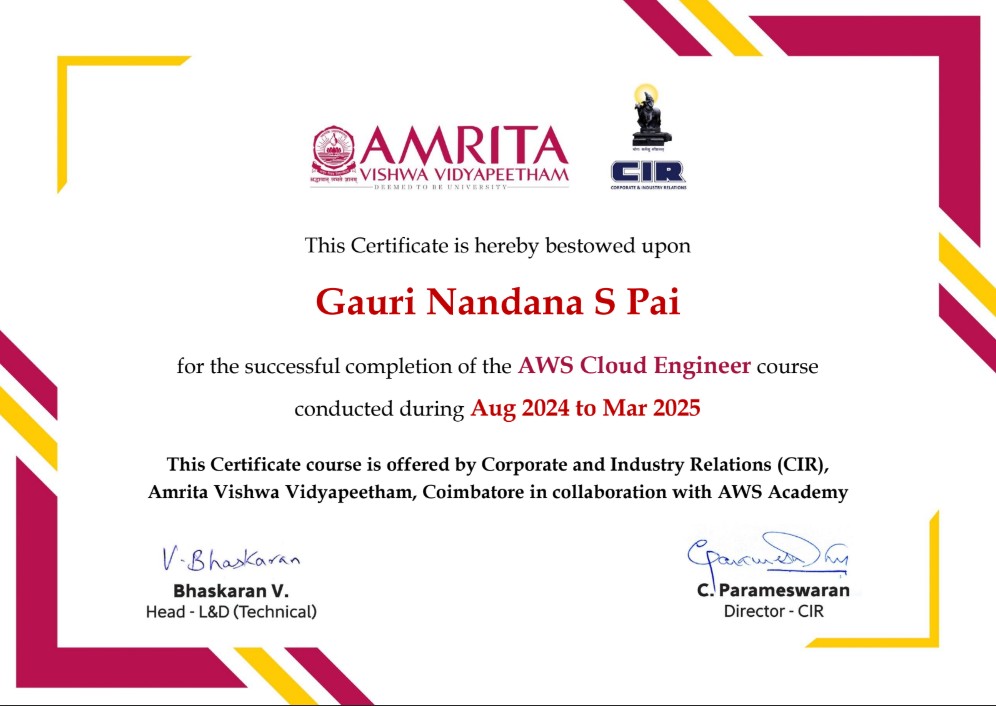 AMRITA
VISHWA VIDYAPEETHAM
DEEMED TO BE UNIVERSITY
CIR
CORPORATE & INDUSTRY RELATIONS
This Certificate is hereby bestowed upon
Gauri Nandana S Pai
for the successful completion of the AWS Cloud Engineer course
conducted during Aug 2024 to Mar 2025
This Certificate course is offered by Corporate and Industry Relations (CIR),
Amrita Vishwa Vidyapeetham, Coimbatore in collaboration with AWS Academy
V. Bhaskaran
Bhaskaran V.
Head - L&D (Technical)
C. Parameswaran
Director - CIR